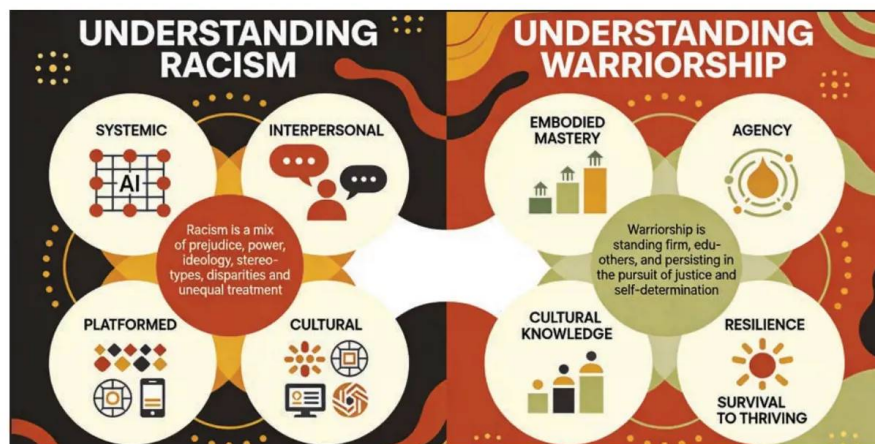 UNDERSTANDING
RACISM
SYSTEMIC
AI
INTERPERSONAL
Racism is a mix
of prejudice, power,
ideology, stereo-
types, disparities and
unequal treatment
PLATFORMED
CULTURAL
UNDERSTANDING
WARRIORSHIP
EMBODIED
MASTERY
AGENCY
Warriorship is
standing firm, edu-
others, and persisting in
the pursuit of justice and
self-determination
CULTURAL
KNOWLEDGE
RESILIENCE
SURVIVAL
TO THRIVING